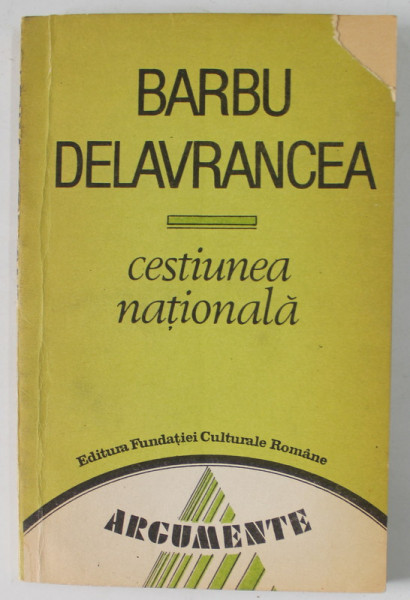 BARBU
DELAVRANCEA
cestiunea
națională
Editura Fundației Culturale Române
ARGUMENTE